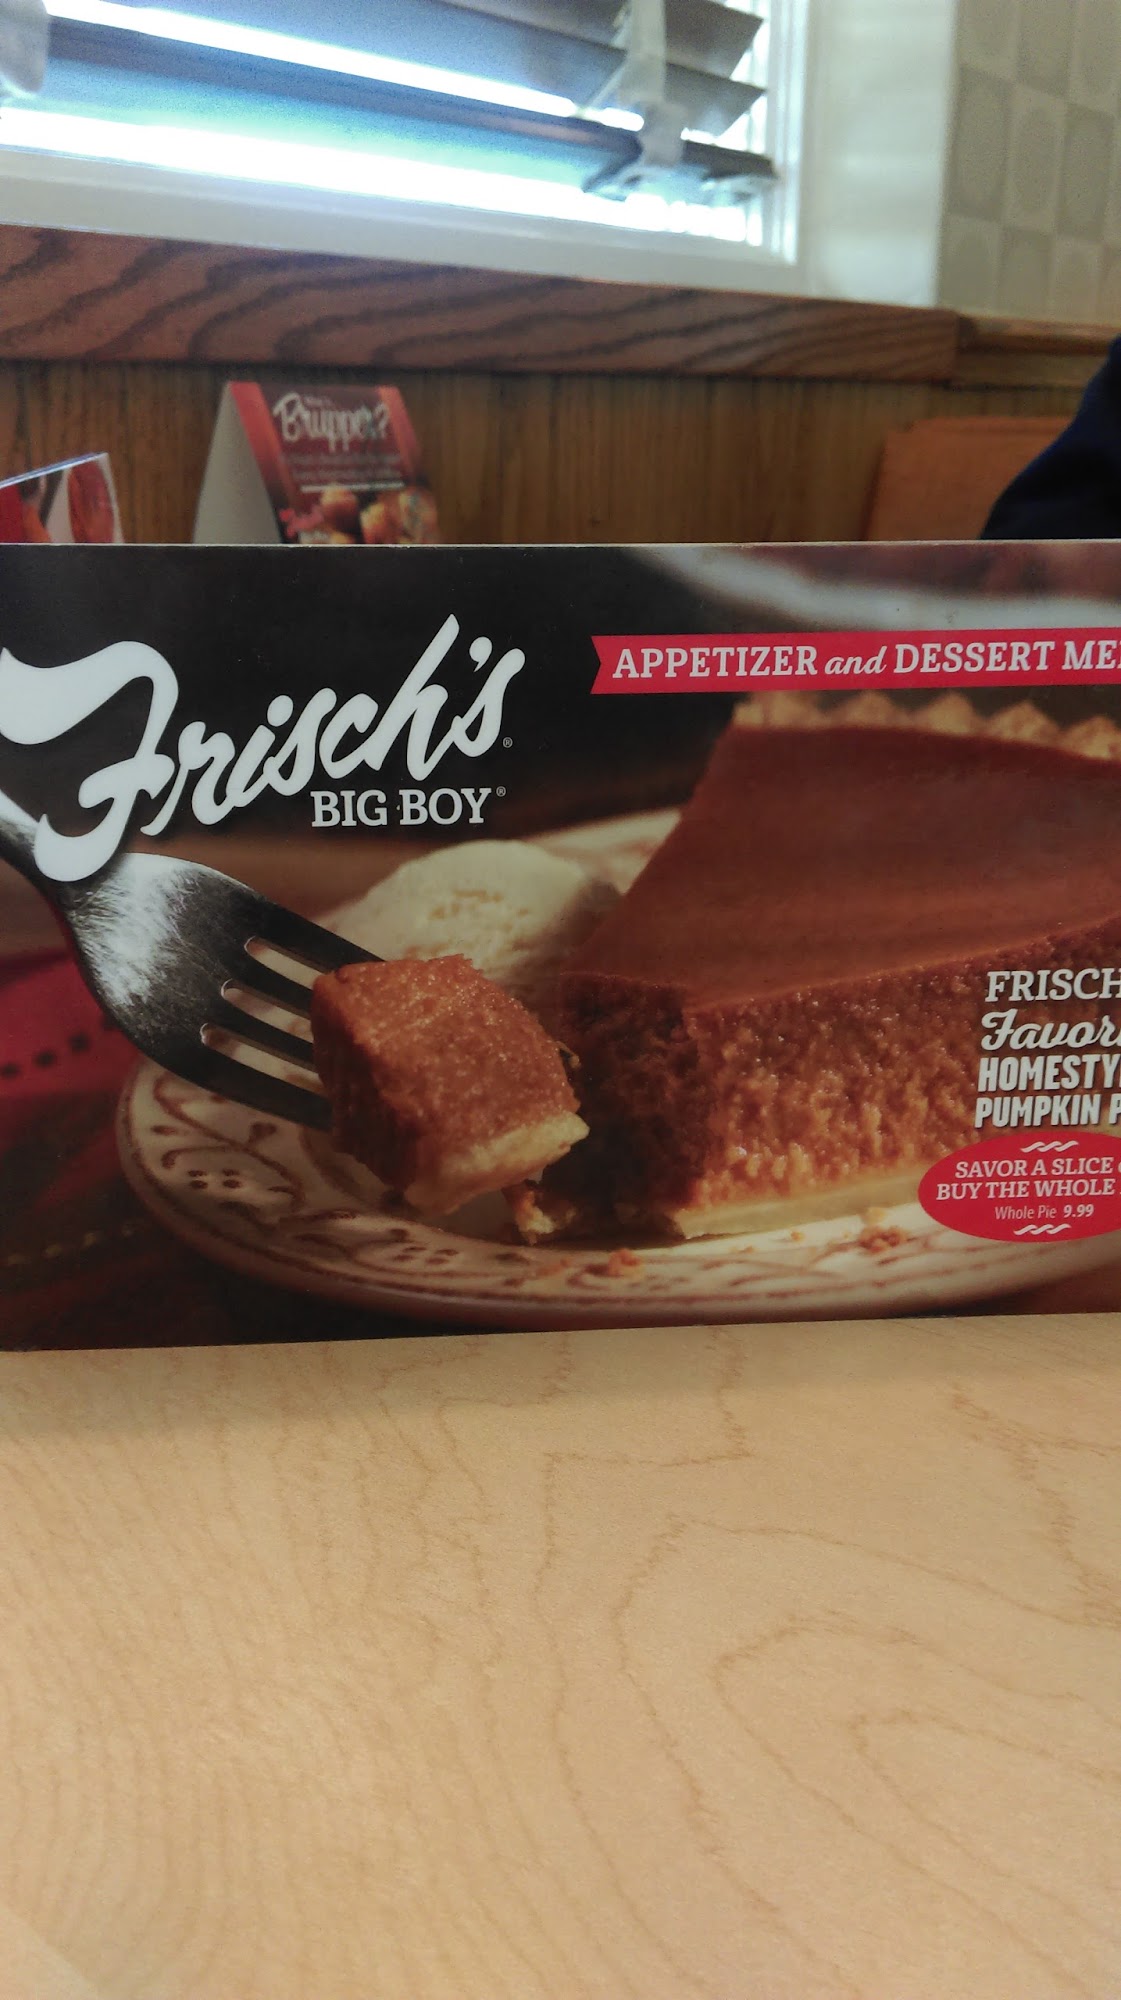 Brupper?
Frisch's®
BIG BOY®
APPETIZER and DESSERT ME
FRISCH
Favor
HOMESTY
PUMPKIN P
SAVOR A SLICE
BUY THE WHOLE
Whole Pie 9.99